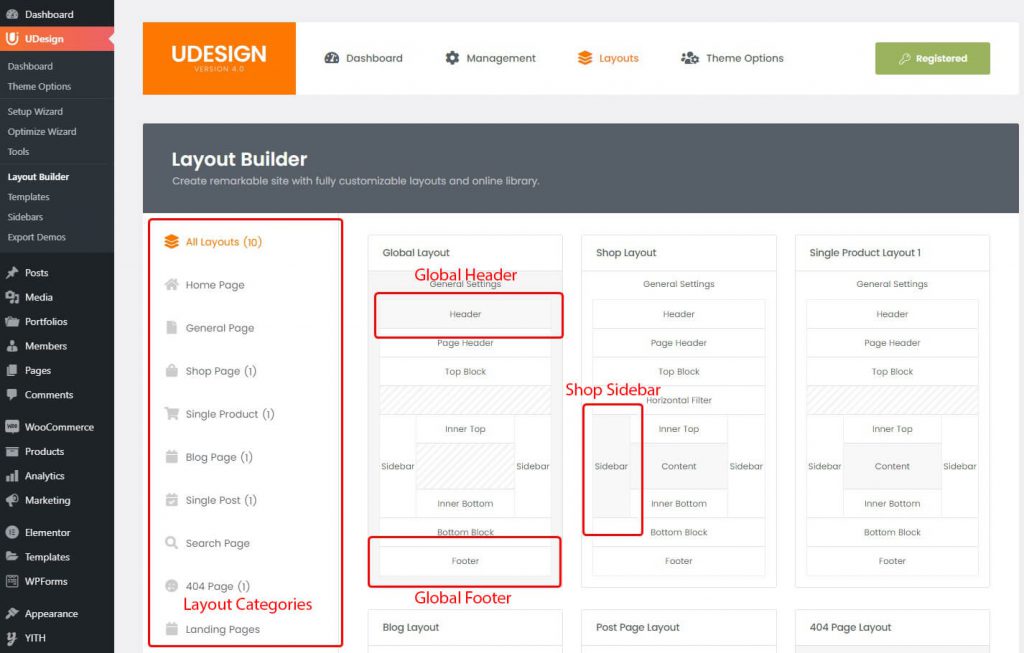 Dashboard
UDesign
Dashboard
Theme Options
Setup Wizard
Optimize Wizard
Tools
Layout Builder
Templates
Sidebars
Export Demos
Posts
Media
Portfolios
Members
Pages
Comments
WooCommerce
Products
Analytics
Marketing
Elementor
Templates
WPForms
Appearance
YITH
UDESIGN
VERSION 4.0
Dashboard
Management
Layouts
Theme Options
Registered
Layout Builder
Create remarkable site with fully customizable layouts and online library.
All Layouts (10)
Home Page
General Page
Shop Page (1)
Single Product (1)
Blog Page (1)
Single Post (1)
Search Page
404 Page (1)
Layout Categories
Landing Pages
Global Layout
Global Header
General Settings
Header
Page Header
Top Block
Inner Top
Sidebar
Sidebar
Inner Bottom
Bottom Block
Footer
Global Footer
Shop Layout
General Settings
Header
Page Header
Top Block
Shop Sidebar
Horizontal Filter
Inner Top
Sidebar
Content
Sidebar
Inner Bottom
Bottom Block
Footer
Single Product Layout 1
General Settings
Header
Page Header
Top Block
Inner Top
Sidebar
Content
Sidebar
Inner Bottom
Bottom Block
Footer
Blog Layout
Post Page Layout
404 Page Layout